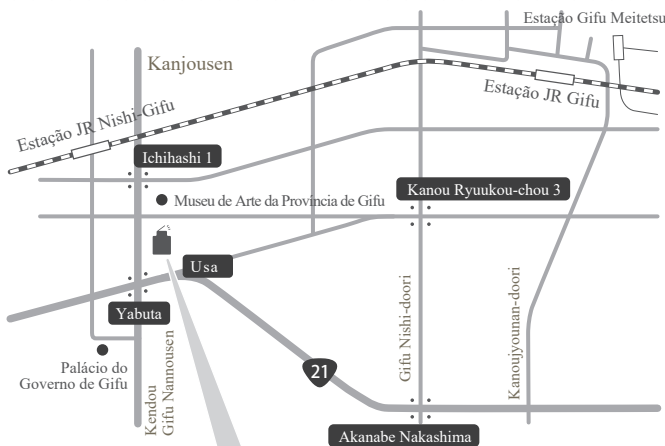 Estação Gifu Meitetsu
Kanjousen
Estação JR Gifu
Estação JR Nishi-Gifu
Ichihashi 1
Museu de Arte da Província de Gifu
Kanou Ryuukou-chou 3
Usa
Yabuta
Palácio do
Governo de Gifu
Kendou
Gifu Nannousen
21
Gifu Nishi-doori
Kanoujyounan-doori
Akanabe Nakashima